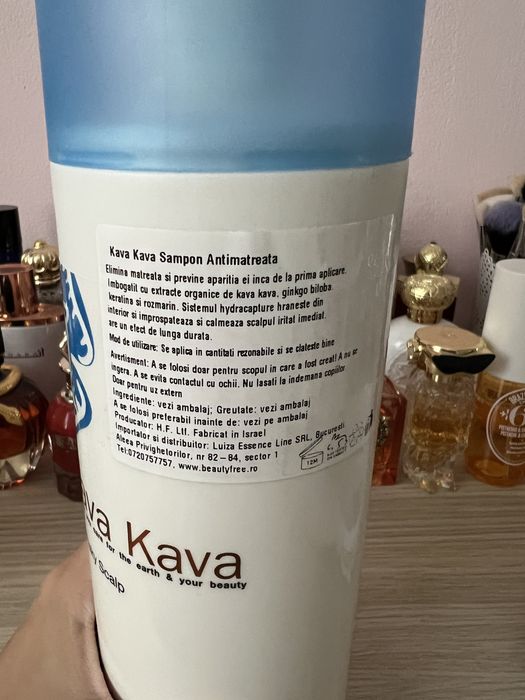 Kava Kava Sampon Antimatreata
Elimina matreata si previne aparitia ei inca de la prima aplicare.
Imbogatit cu extracte organice de kava kava, ginkgo biloba,
keratina si rozmarin. Sistemul hydracapture hraneste din
interior si improspateaza si calmeaza scalpul iritat imediat.
are un efect de lunga durata.
Mod de utilizare: Se aplica in cantitati rezonabile si se clateste bine
Avertisment: A se folosi doar pentru scopul in care a fost creat! A nu se
ingera. A se evita contactul cu ochii. Nu lasati la indemana copiilor
Doar pentru uz extern
Ingrediente: vezi ambalaj; Greutate: vezi ambalaj
A se folosi preferabil inainte de: vezi pe ambalaj
Producator: H.F. LTF. Fabricat in Israel
Importator si distribuitor: Luiza Essence Line SRL, Bucuresti,
Aleea Privighetorilor, nr 82-84, sector 1
Tel:0720757757, www.beautyfree.ro
12M
ava Kava
for the earth & your beauty
Scalp